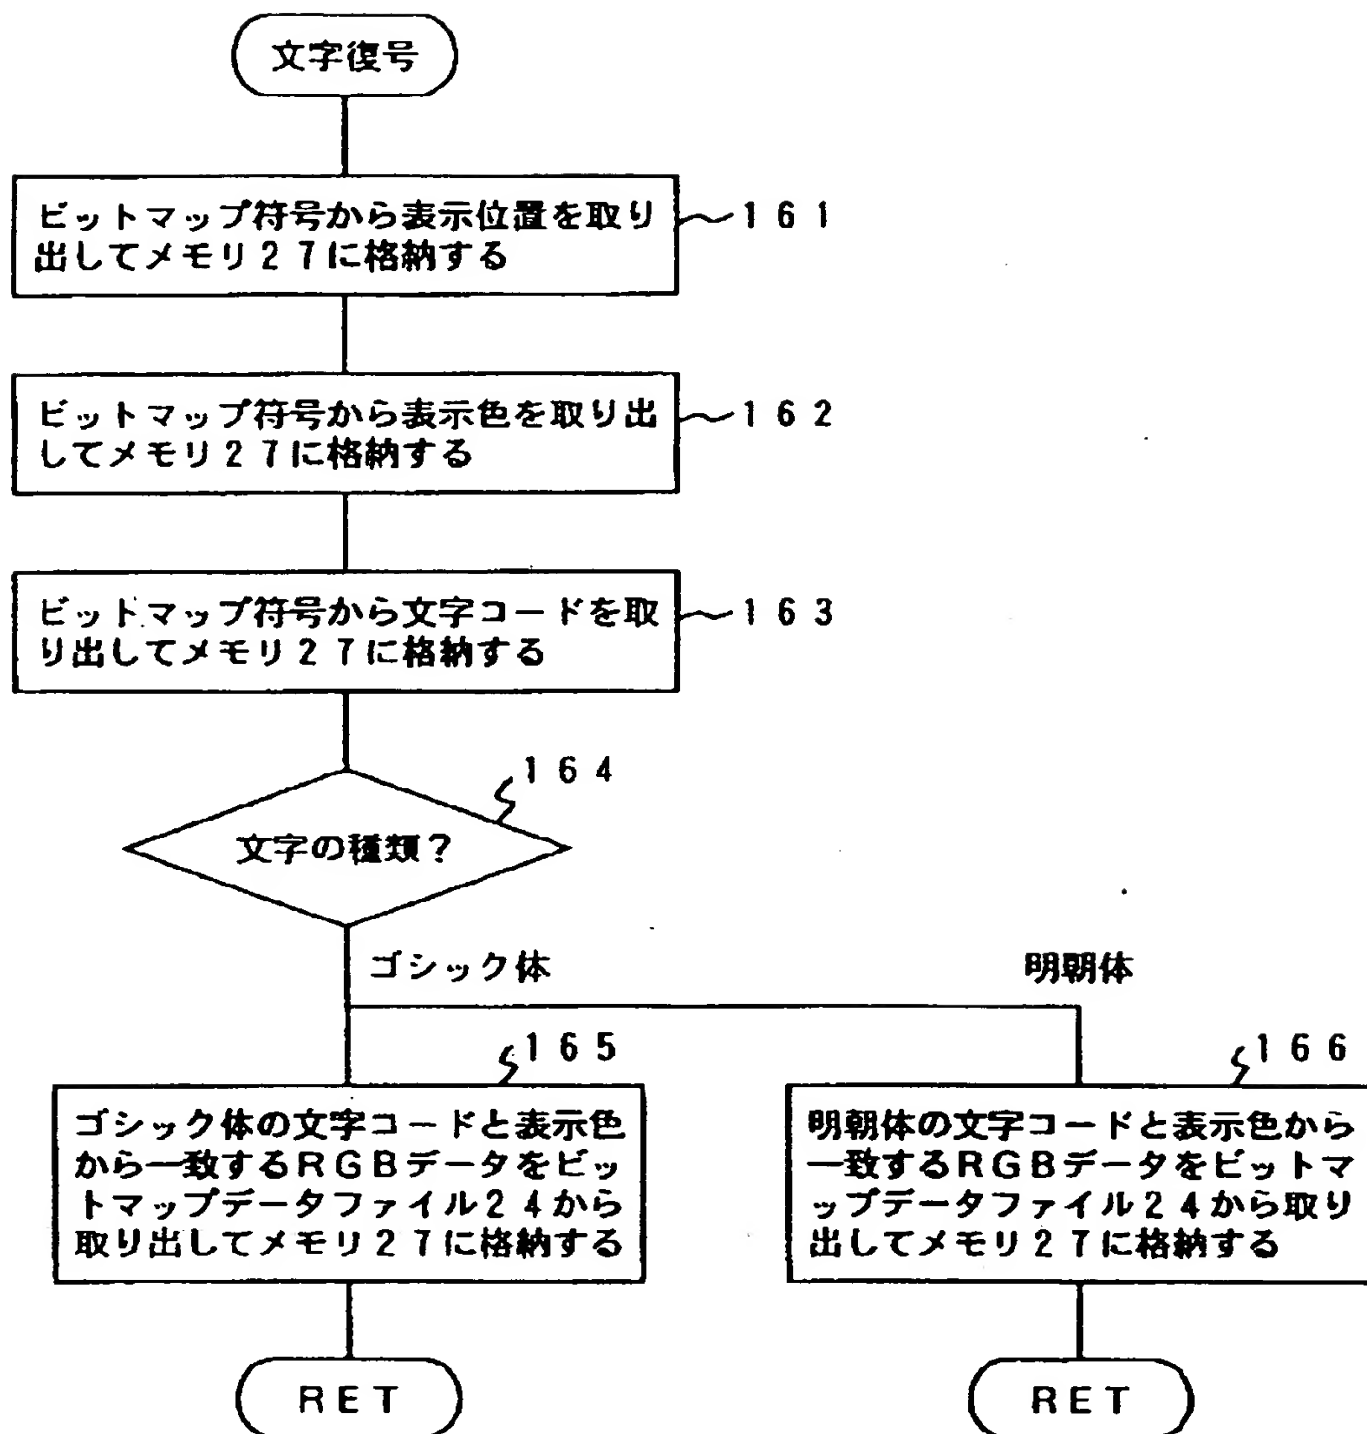 文字復号
ビットマップ符号から表示位置を取り
出してメモリ27に格納する
161
ビットマップ符号から表示色を取り出
してメモリ27に格納する
162
ビットマップ符号から文字コードを取
り出してメモリ27に格納する
163
164
文字の種類?
ゴシック体
明朝体
165
ゴシック体の文字コードと表示色
から一致するRGBデータをビッ
トマップデータファイル24から
取り出してメモリ27に格納する
166
明朝体の文字コードと表示色から
一致するRGBデータをビットマ
ップデータファイル24から取り
出してメモリ27に格納する
RET
RET